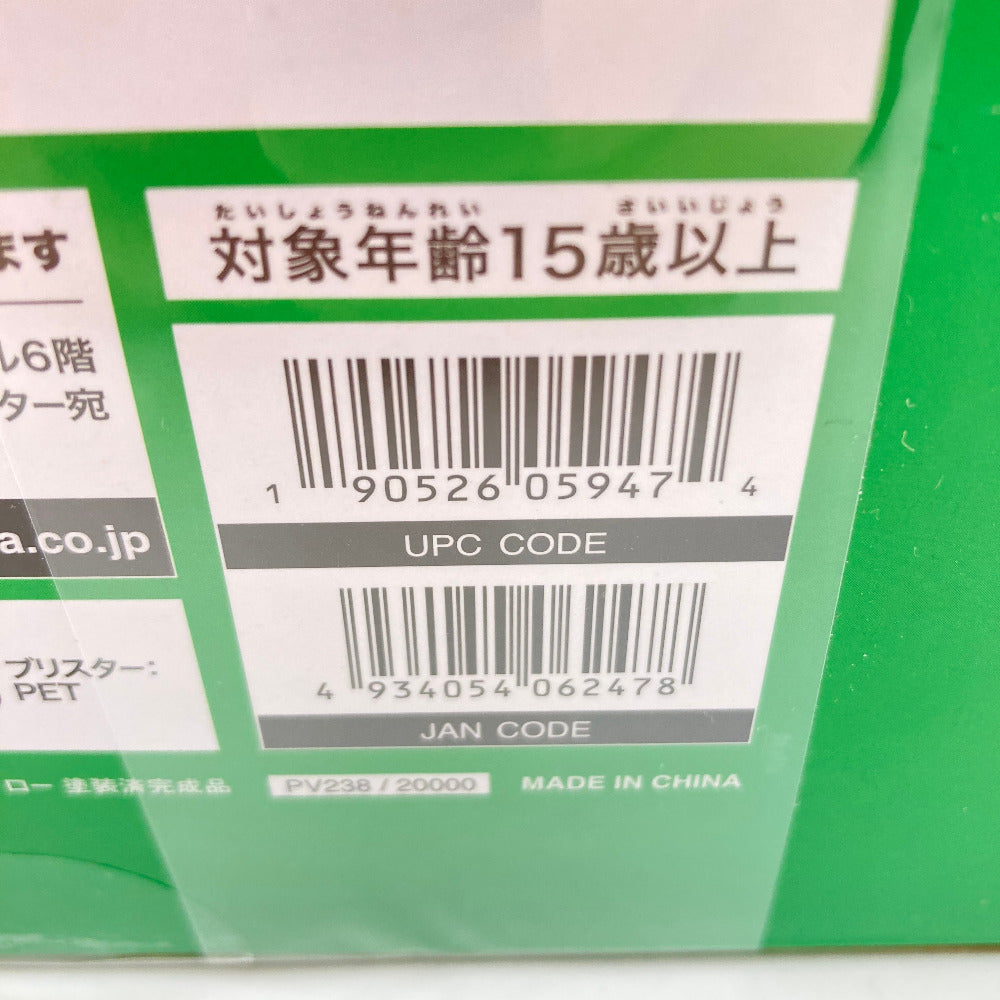 たいしょうねんれい さいいじょう
対象年齢15歳以上
ます
ル6階
ター宛
a.co.jp
ブリスター:
PET
1 90526 05947 4
UPC CODE
4 934054 062478
JAN CODE
ロー 塗装済完成品
PV238 / 20000
MADE IN CHINA